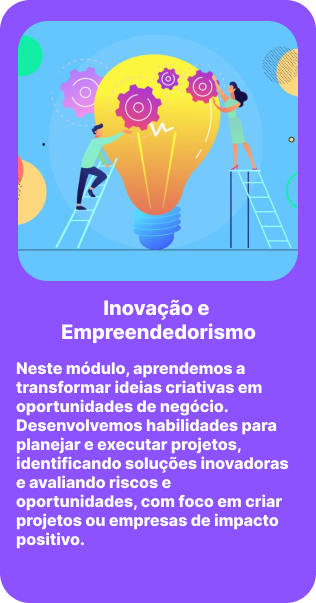 Inovação e
Empreendedorismo
Neste módulo, aprendemos a
transformar ideias criativas em
oportunidades de negócio.
Desenvolvemos habilidades para
planejar e executar projetos,
identificando soluções inovadoras
e avaliando riscos e
oportunidades, com foco em criar
projetos ou empresas de impacto
positivo.